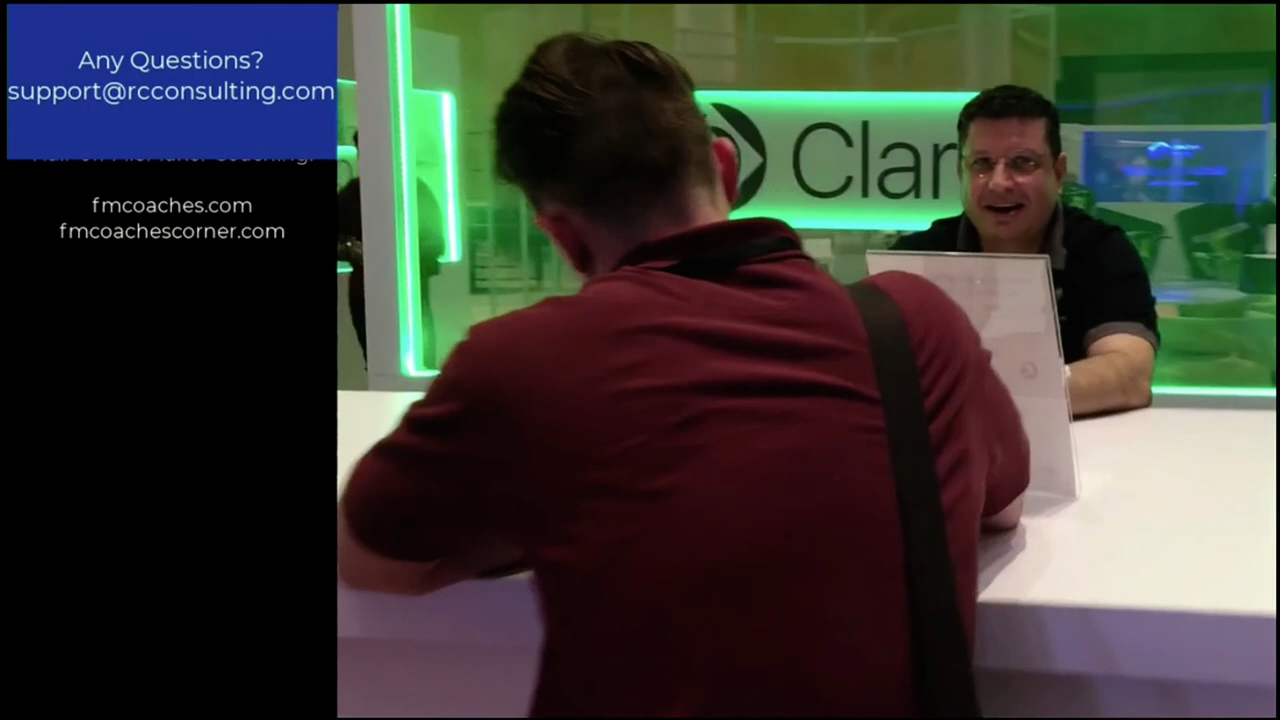 Any Questions?
support@rcconsulting.com
fmcoaches.com
fmcoachescorner.com
Clar